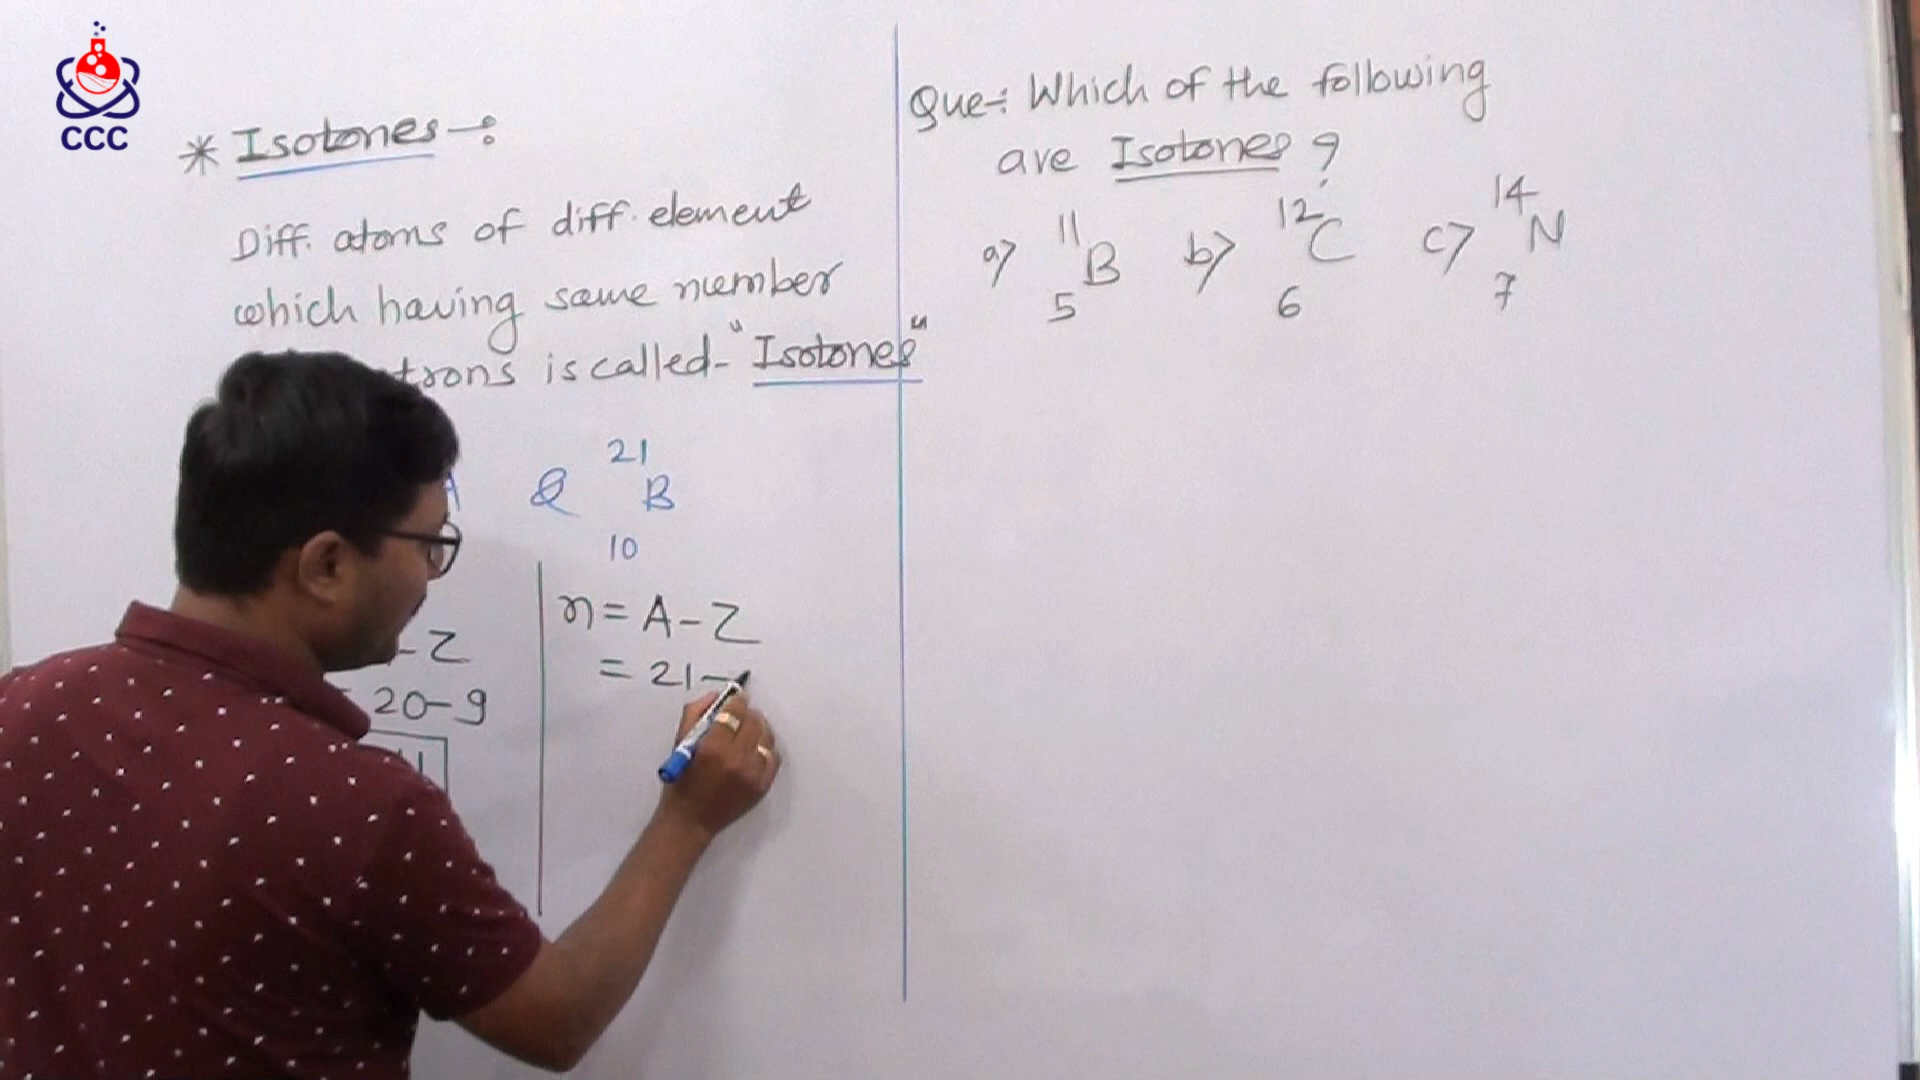 CCC
* Isotones -:
Diff. atoms of diff. element
which having same number
trons is called- "Isotones"
& 21 B 10
- Z
20-9
n = A - Z
= 21 -
Que-: Which of the following
are Isotones ?
a) 11 B 5 b) 12 C 6 c) 14 N 7